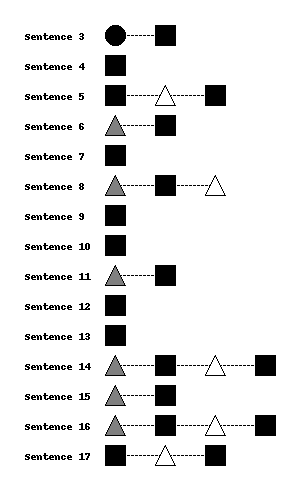 Sentence 3
Sentence 4
Sentence 5
Sentence 6
Sentence 7
Sentence 8
Sentence 9
Sentence 10
Sentence 11
Sentence 12
Sentence 13
Sentence 14
Sentence 15
Sentence 16
Sentence 17